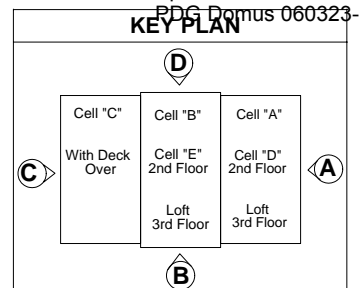 PDG Domus 060323-
KEY PLAN
D
Cell "C"
With Deck
Over
Cell "B"
Cell "E"
2nd Floor
Loft
3rd Floor
Cell "A"
Cell "D"
2nd Floor
Loft
3rd Floor
C
A
B